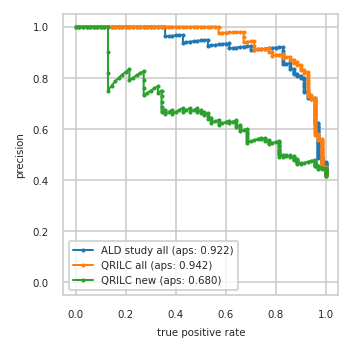 1.0
0.8
0.6
0.4
0.2
0.0
precision
ALD study all (aps: 0.922)
QRILC all (aps: 0.942)
QRILC new (aps: 0.680)
0.0 0.2 0.4 0.6 0.8 1.0
true positive rate